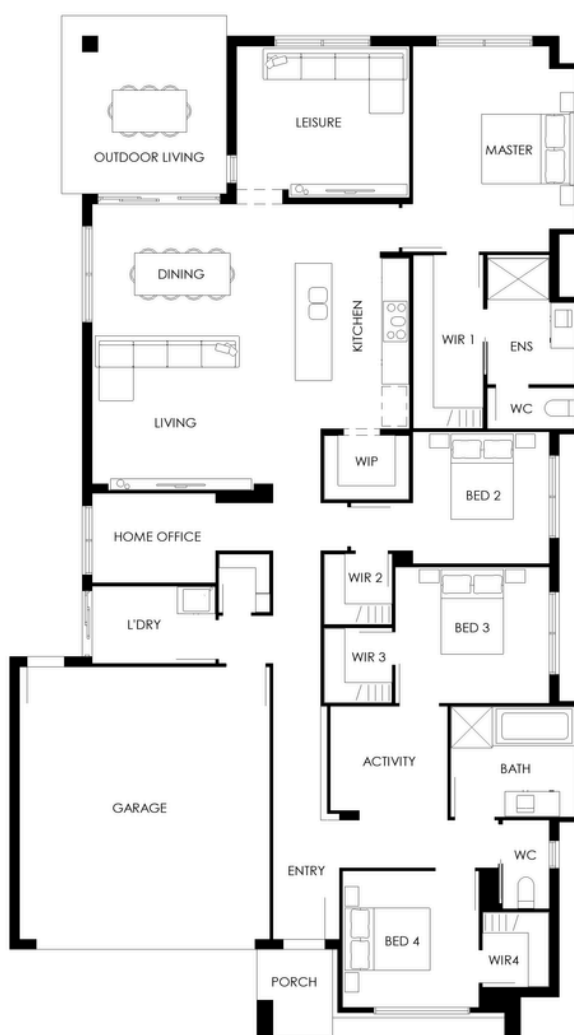 LEISURE
MASTER
OUTDOOR LIVING
DINING
KITCHEN
WIR 1
ENS
WC
LIVING
WIP
BED 2
HOME OFFICE
WIR 2
L'DRY
BED 3
WIR 3
ACTIVITY
BATH
GARAGE
WC
ENTRY
BED 4
WIR4
PORCH